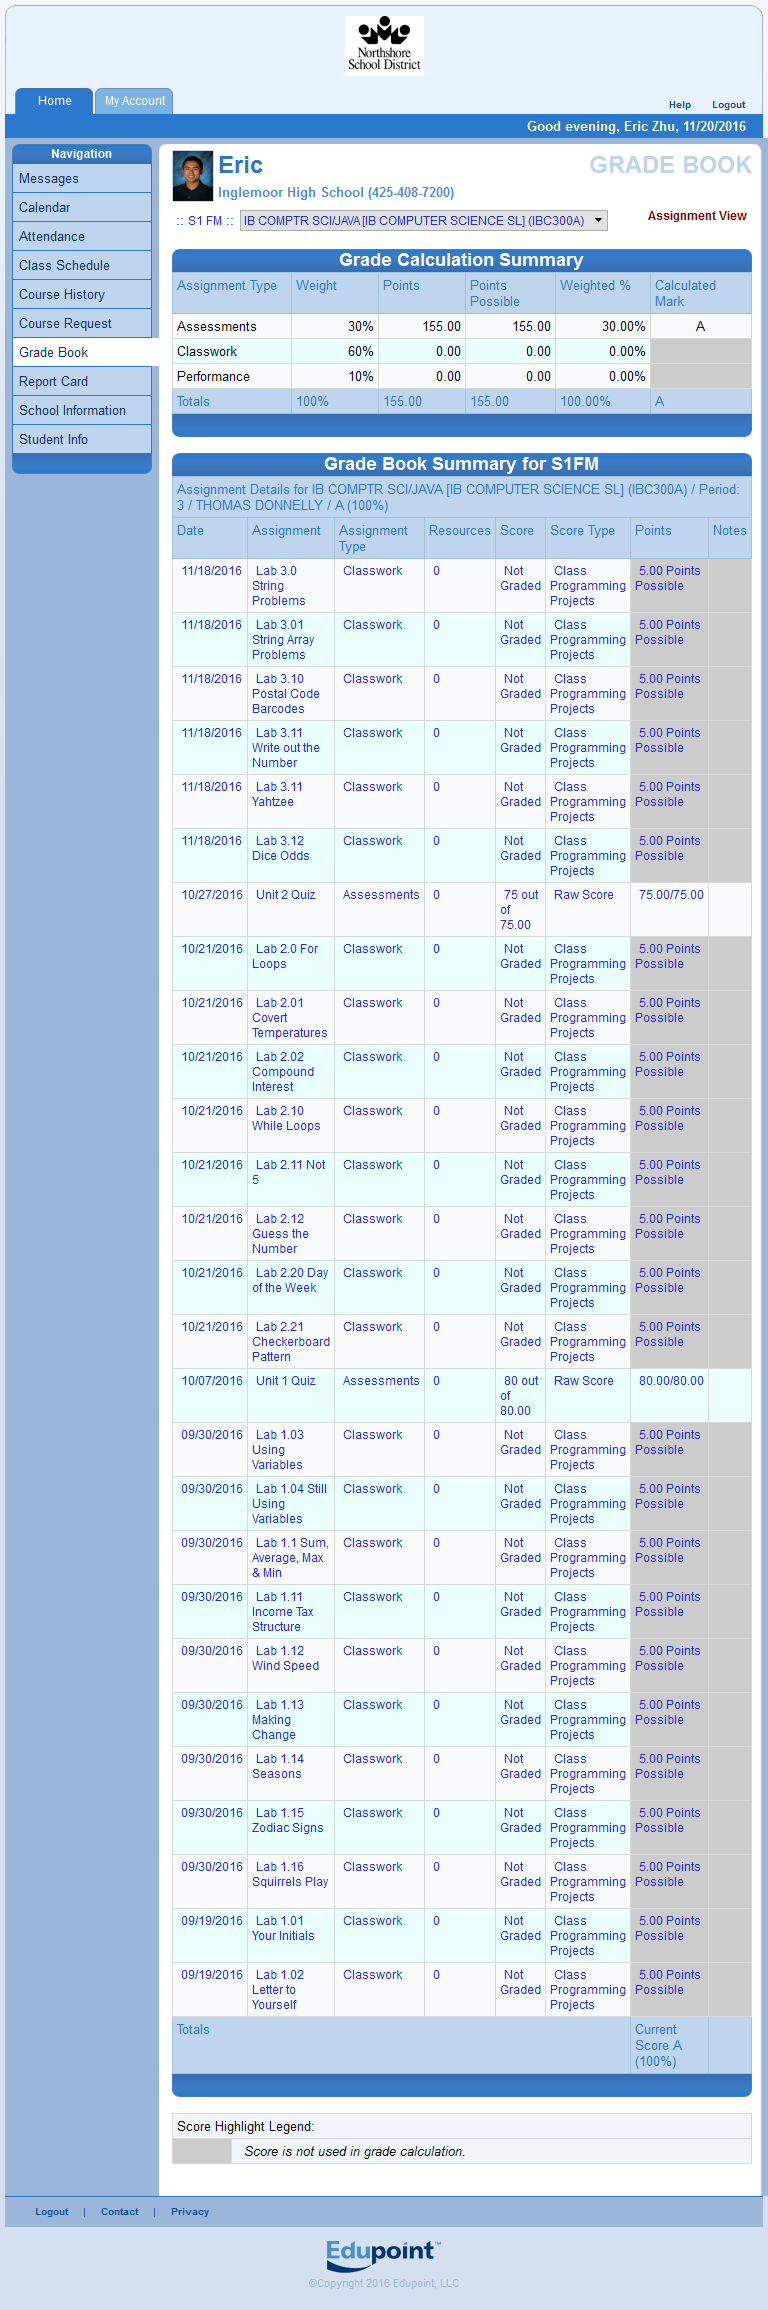 Northshore
School District
Home
My Account
Help
Logout
Good evening, Eric Zhu, 11/20/2016
Navigation
Messages
Calendar
Attendance
Class Schedule
Course History
Course Request
Grade Book
Report Card
School Information
Student Info
Eric
GRADE BOOK
Inglemoor High School (425-408-7200)
:: S1 FM :: IB COMPTR SCI/JAVA [IB COMPUTER SCIENCE SL] (IBC300A)
Assignment View
Grade Calculation Summary
Assignment Type Weight Points Points Possible Weighted % Calculated Mark
Assessments 30% 155.00 155.00 30.00% A
Classwork 60% 0.00 0.00 0.00%
Performance 10% 0.00 0.00 0.00%
Totals 100% 155.00 155.00 100.00% A
Grade Book Summary for S1FM
Assignment Details for IB COMPTR SCI/JAVA [IB COMPUTER SCIENCE SL] (IBC300A) / Period:
3 / THOMAS DONNELLY / A (100%)
Date Assignment Assignment Type Resources Score Score Type Points Notes
11/18/2016 Lab 3.0 String Problems Classwork 0 Not Graded Class Programming Projects 5.00 Points Possible
11/18/2016 Lab 3.01 String Array Problems Classwork 0 Not Graded Class Programming Projects 5.00 Points Possible
11/18/2016 Lab 3.10 Postal Code Barcodes Classwork 0 Not Graded Class Programming Projects 5.00 Points Possible
11/18/2016 Lab 3.11 Write out the Number Classwork 0 Not Graded Class Programming Projects 5.00 Points Possible
11/18/2016 Lab 3.11 Yahtzee Classwork 0 Not Graded Class Programming Projects 5.00 Points Possible
11/18/2016 Lab 3.12 Dice Odds Classwork 0 Not Graded Class Programming Projects 5.00 Points Possible
10/27/2016 Unit 2 Quiz Assessments 0 75 out of 75.00 Raw Score 75.00/75.00
10/21/2016 Lab 2.0 For Loops Classwork 0 Not Graded Class Programming Projects 5.00 Points Possible
10/21/2016 Lab 2.01 Covert Temperatures Classwork 0 Not Graded Class Programming Projects 5.00 Points Possible
10/21/2016 Lab 2.02 Compound Interest Classwork 0 Not Graded Class Programming Projects 5.00 Points Possible
10/21/2016 Lab 2.10 While Loops Classwork 0 Not Graded Class Programming Projects 5.00 Points Possible
10/21/2016 Lab 2.11 Not 5 Classwork 0 Not Graded Class Programming Projects 5.00 Points Possible
10/21/2016 Lab 2.12 Guess the Number Classwork 0 Not Graded Class Programming Projects 5.00 Points Possible
10/21/2016 Lab 2.20 Day of the Week Classwork 0 Not Graded Class Programming Projects 5.00 Points Possible
10/21/2016 Lab 2.21 Checkerboard Pattern Classwork 0 Not Graded Class Programming Projects 5.00 Points Possible
10/07/2016 Unit 1 Quiz Assessments 0 80 out of 80.00 Raw Score 80.00/80.00
09/30/2016 Lab 1.03 Using Variables Classwork 0 Not Graded Class Programming Projects 5.00 Points Possible
09/30/2016 Lab 1.04 Still Using Variables Classwork 0 Not Graded Class Programming Projects 5.00 Points Possible
09/30/2016 Lab 1.1 Sum, Average, Max & Min Classwork 0 Not Graded Class Programming Projects 5.00 Points Possible
09/30/2016 Lab 1.11 Income Tax Structure Classwork 0 Not Graded Class Programming Projects 5.00 Points Possible
09/30/2016 Lab 1.12 Wind Speed Classwork 0 Not Graded Class Programming Projects 5.00 Points Possible
09/30/2016 Lab 1.13 Making Change Classwork 0 Not Graded Class Programming Projects 5.00 Points Possible
09/30/2016 Lab 1.14 Seasons Classwork 0 Not Graded Class Programming Projects 5.00 Points Possible
09/30/2016 Lab 1.15 Zodiac Signs Classwork 0 Not Graded Class Programming Projects 5.00 Points Possible
09/30/2016 Lab 1.16 Squirrels Play Classwork 0 Not Graded Class Programming Projects 5.00 Points Possible
09/19/2016 Lab 1.01 Your Initials Classwork 0 Not Graded Class Programming Projects 5.00 Points Possible
09/19/2016 Lab 1.02 Letter to Yourself Classwork 0 Not Graded Class Programming Projects 5.00 Points Possible
Totals Current Score A (100%)
Score Highlight Legend:
Score is not used in grade calculation.
Logout | Contact | Privacy
Edupoint™
©Copyright 2016 Edupoint, LLC